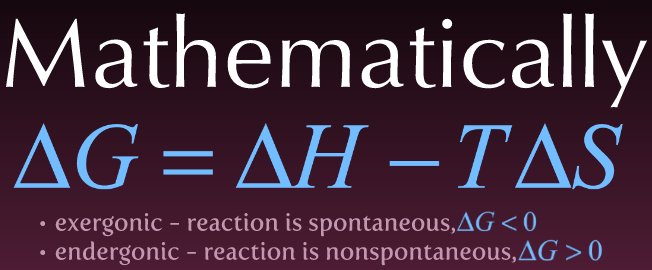 Mathematically
ΔG = ΔH – TΔS
• exergonic – reaction is spontaneous,ΔG < 0
• endergonic – reaction is nonspontaneous,ΔG > 0